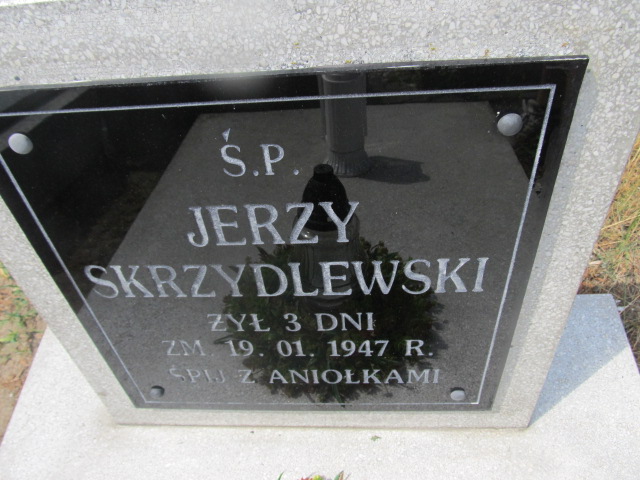 Ś.P.
JERZY
SKRZYDLEWSKI
ŻYŁ 3 DNI
ZM. 19. 01. 1947 R.
ŚPIJ Z ANIOŁKAMI